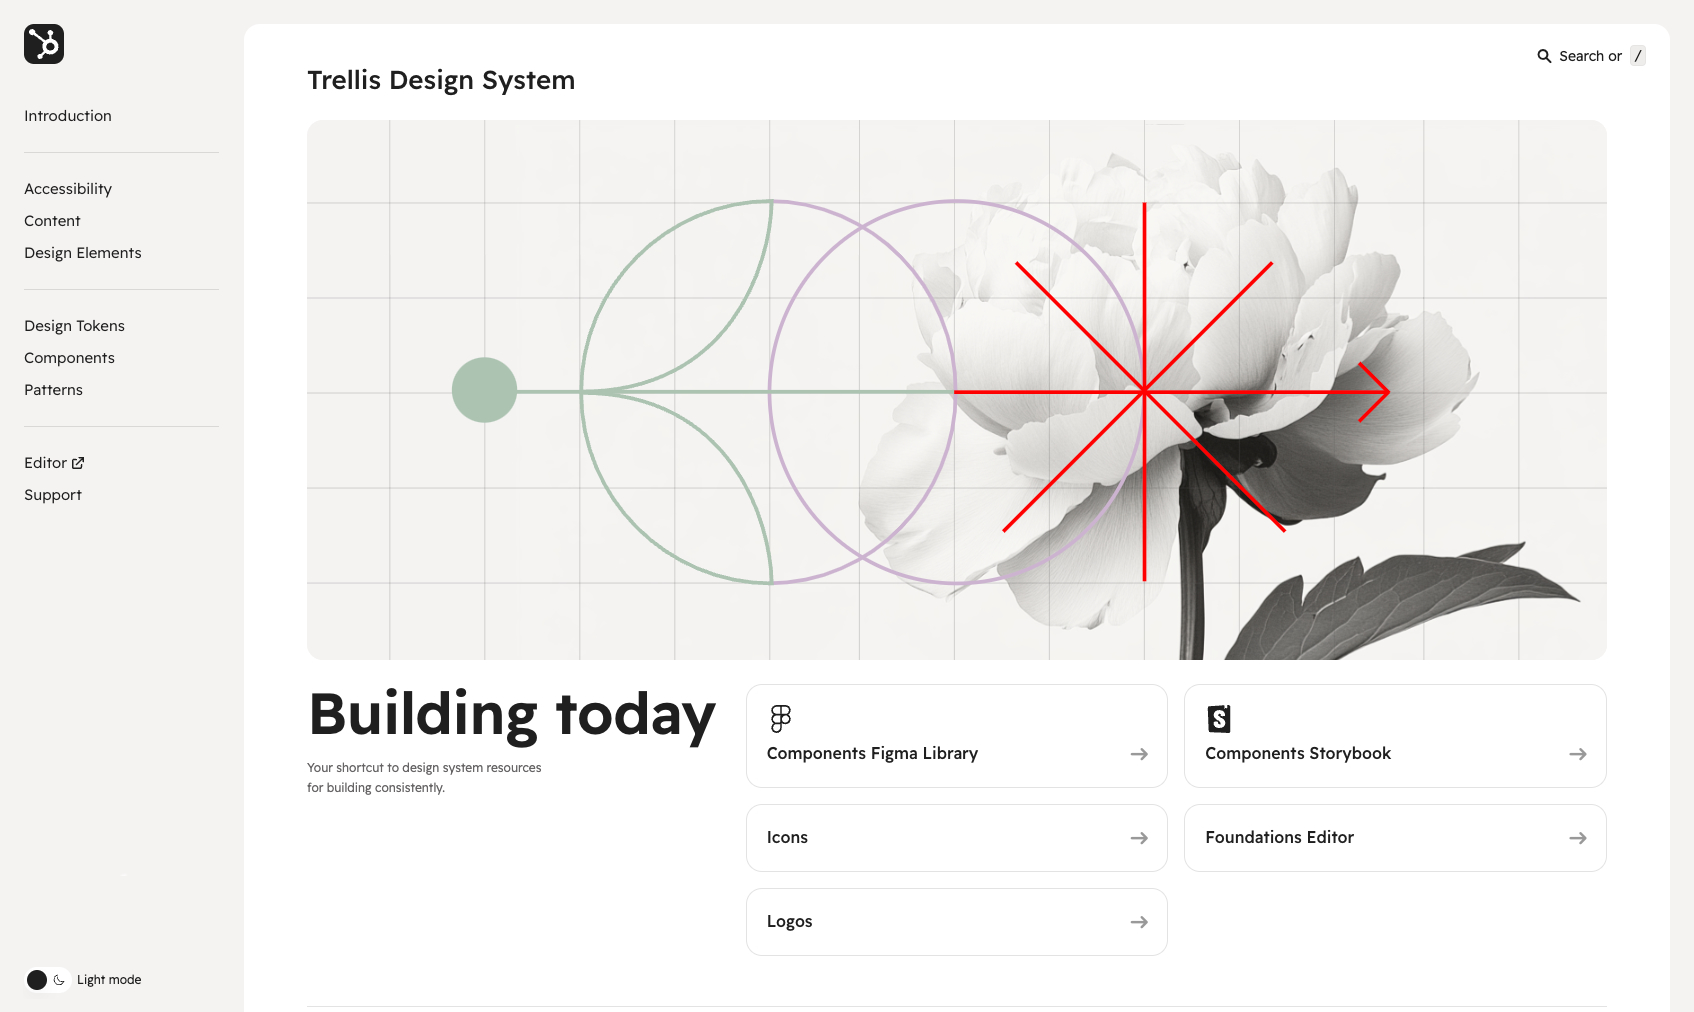 Introduction
Accessibility
Content
Design Elements
Design Tokens
Components
Patterns
Editor
Support
Light mode
Search or /
Trellis Design System
Building today
Your shortcut to design system resources
for building consistently.
Components Figma Library
Components Storybook
Icons
Foundations Editor
Logos